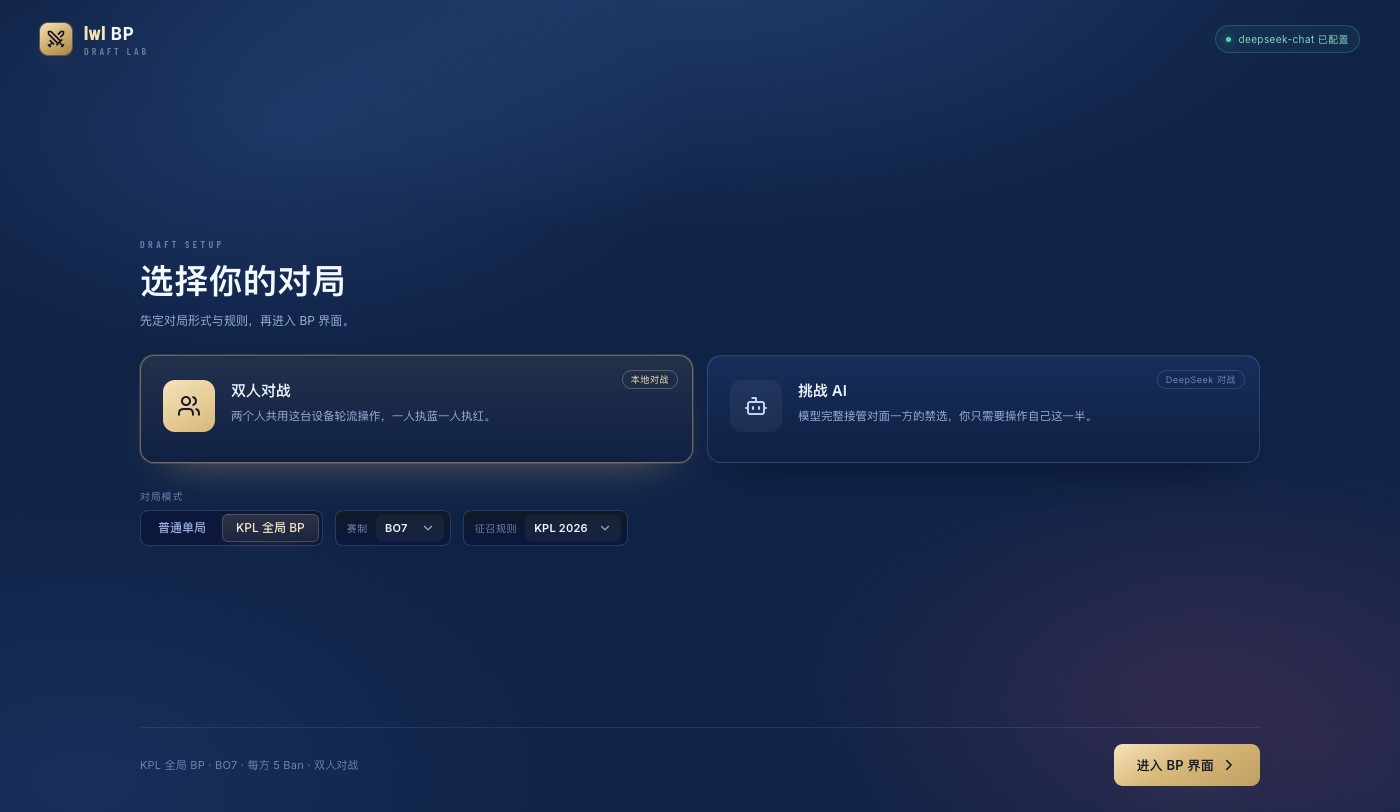 lwl BP
DRAFT LAB
deepseek-chat 已配置
DRAFT SETUP
选择你的对局
先定对局形式与规则，再进入 BP 界面。
双人对战
本地对战
两个人共用这台设备轮流操作，一人执蓝一人执红。
挑战 AI
DeepSeek 对战
模型完整接管对面一方的禁选，你只需要操作自己这一半。
对局模式
普通单局 KPL 全局 BP 赛制 BO7 征召规则 KPL 2026
KPL 全局 BP · BO7 · 每方 5 Ban · 双人对战
进入 BP 界面